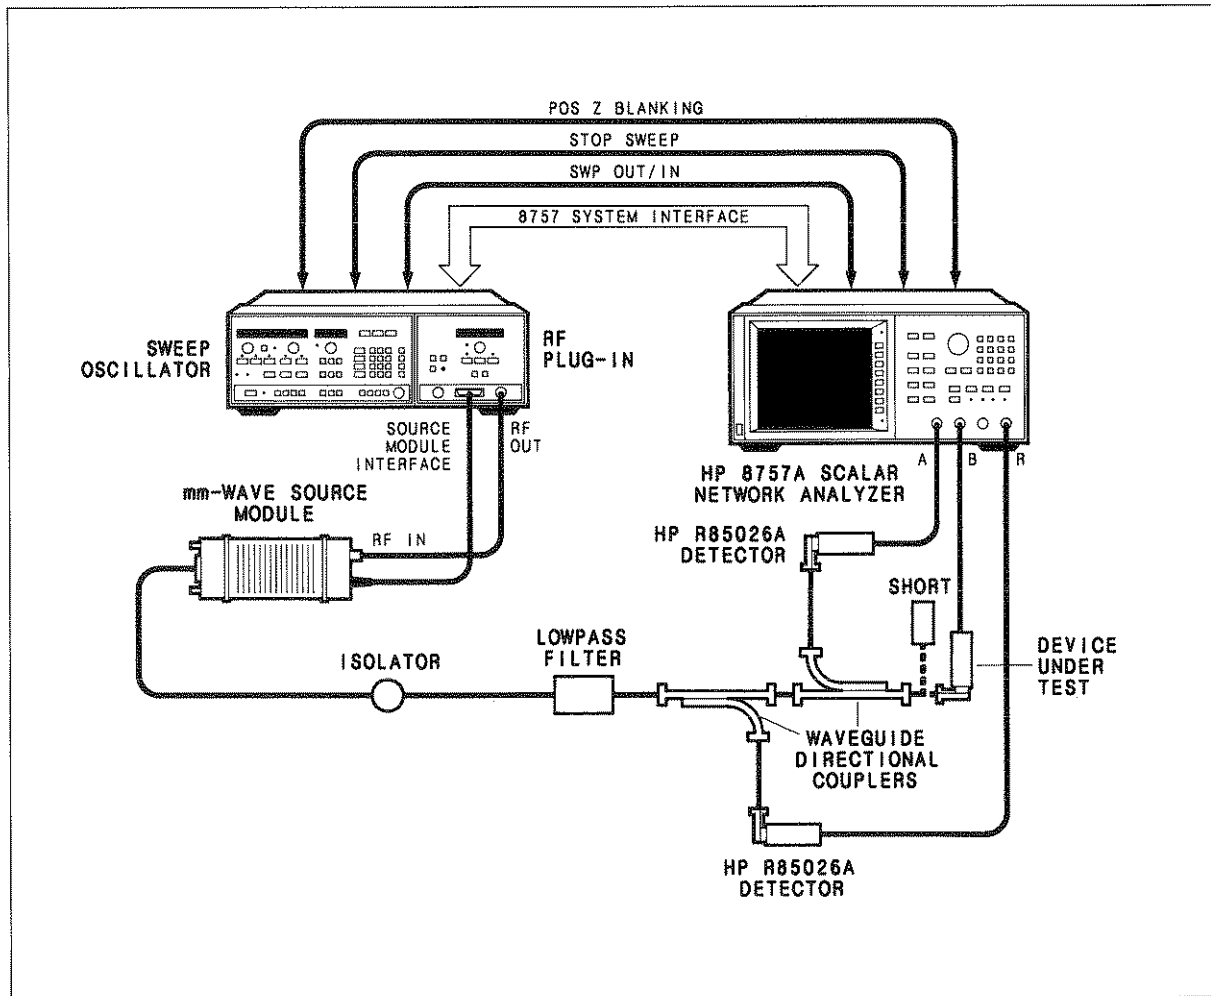 POS Z BLANKING
STOP SWEEP
SWP OUT/IN
8757 SYSTEM INTERFACE
SWEEP
OSCILLATOR
RF
PLUG-IN
SOURCE
MODULE
INTERFACE
RF
OUT
A
B
R
HP 8757A SCALAR
NETWORK ANALYZER
mm-WAVE SOURCE
MODULE
RF IN
HP R85026A
DETECTOR
SHORT
LOWPASS
FILTER
ISOLATOR
DEVICE
UNDER
TEST
WAVEGUIDE
DIRECTIONAL
COUPLERS
HP R85026A
DETECTOR